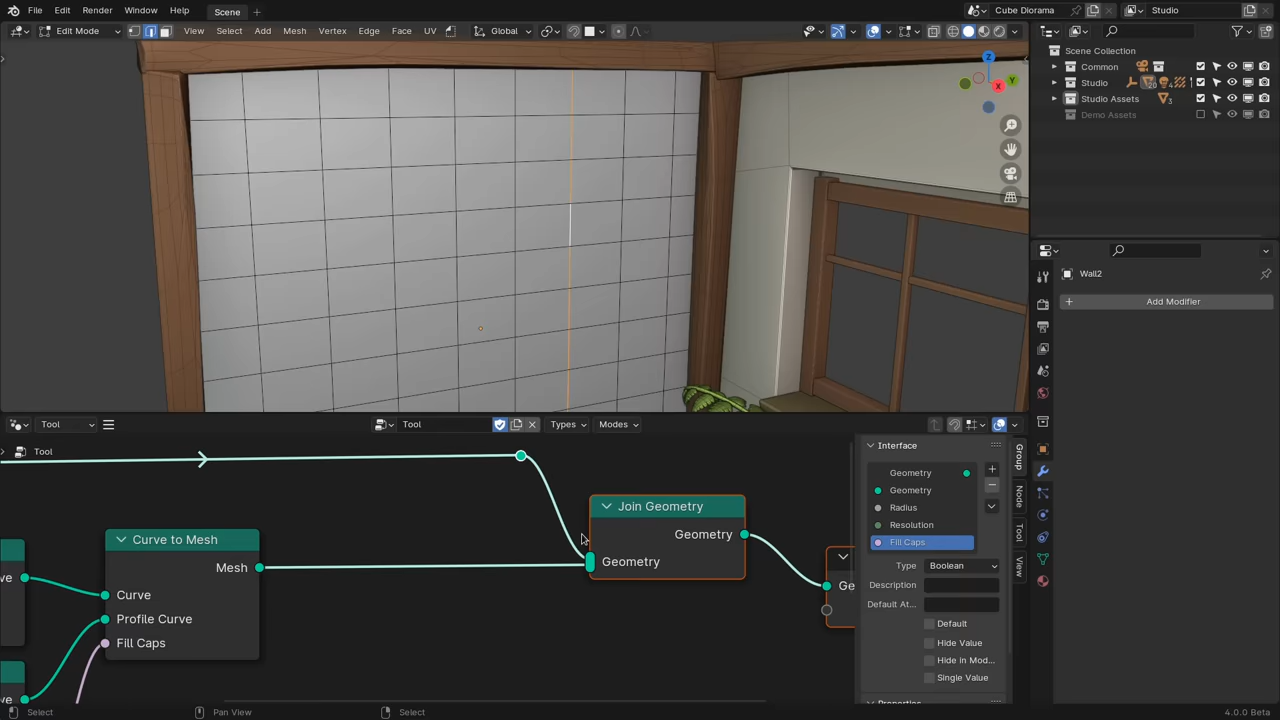 File Edit Render Window Help Scene Cube Diorama Studio
Edit Mode View Select Add Mesh Vertex Edge Face UV Global
Scene Collection
Common
Studio
Studio Assets
3
Demo Assets
Z
Y
X
Wall2
Add Modifier
Tool Tool Types Modes
Tool
Interface
Geometry
Geometry
Radius
Resolution
Fill Caps
Type Boolean
Description
Default At...
Default
Hide Value
Hide in Mod...
Single Value
Properties
Group
Node
Tool
View
Curve to Mesh
Mesh
Curve
Profile Curve
Fill Caps
Join Geometry
Geometry
Geometry
Ge
Select Pan View Select 4.0.0 Beta